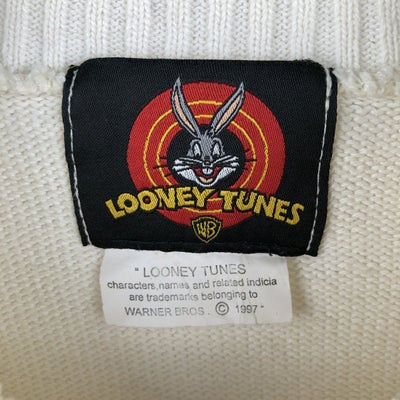 LOONEY TUNES
WB
" LOONEY TUNES
characters, names and related indicia
are trademarks belonging to
WARNER BROS. © 1997 "